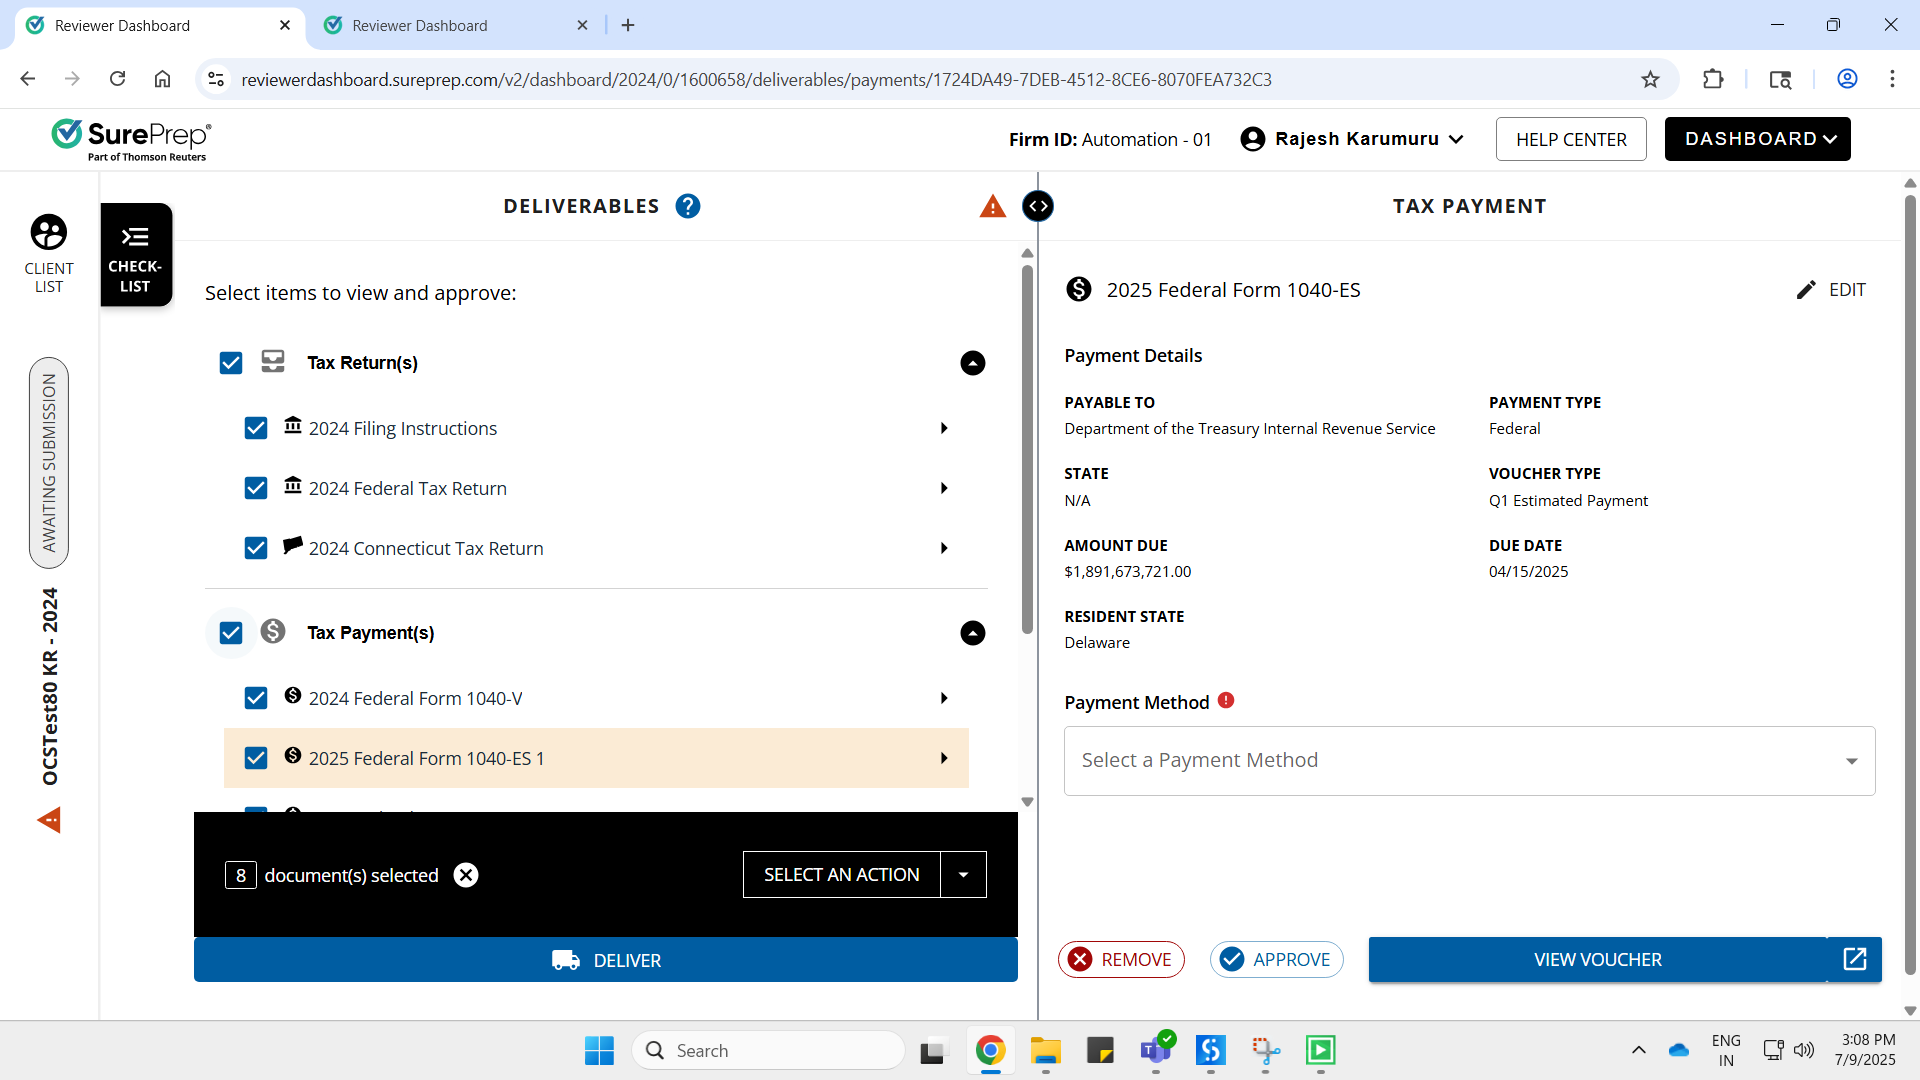 Reviewer Dashboard
Reviewer Dashboard
reviewerdashboard.sureprep.com/v2/dashboard/2024/0/1600658/deliverables/payments/1724DA49-7DEB-4512-8CE6-8070FEA732C3
SurePrep®
Part of Thomson Reuters
Firm ID: Automation - 01
Rajesh Karumuru
HELP CENTER
DASHBOARD
CLIENT
LIST
CHECK-
LIST
AWAITING SUBMISSION
OCSTest80 KR - 2024
DELIVERABLES
Select items to view and approve:
Tax Return(s)
2024 Filing Instructions
2024 Federal Tax Return
2024 Connecticut Tax Return
Tax Payment(s)
2024 Federal Form 1040-V
2025 Federal Form 1040-ES 1
8 document(s) selected
SELECT AN ACTION
DELIVER
TAX PAYMENT
2025 Federal Form 1040-ES
EDIT
Payment Details
PAYABLE TO
Department of the Treasury Internal Revenue Service
PAYMENT TYPE
Federal
STATE
N/A
VOUCHER TYPE
Q1 Estimated Payment
AMOUNT DUE
$1,891,673,721.00
DUE DATE
04/15/2025
RESIDENT STATE
Delaware
Payment Method
Select a Payment Method
REMOVE
APPROVE
VIEW VOUCHER
Search
ENG
IN
3:08 PM
7/9/2025